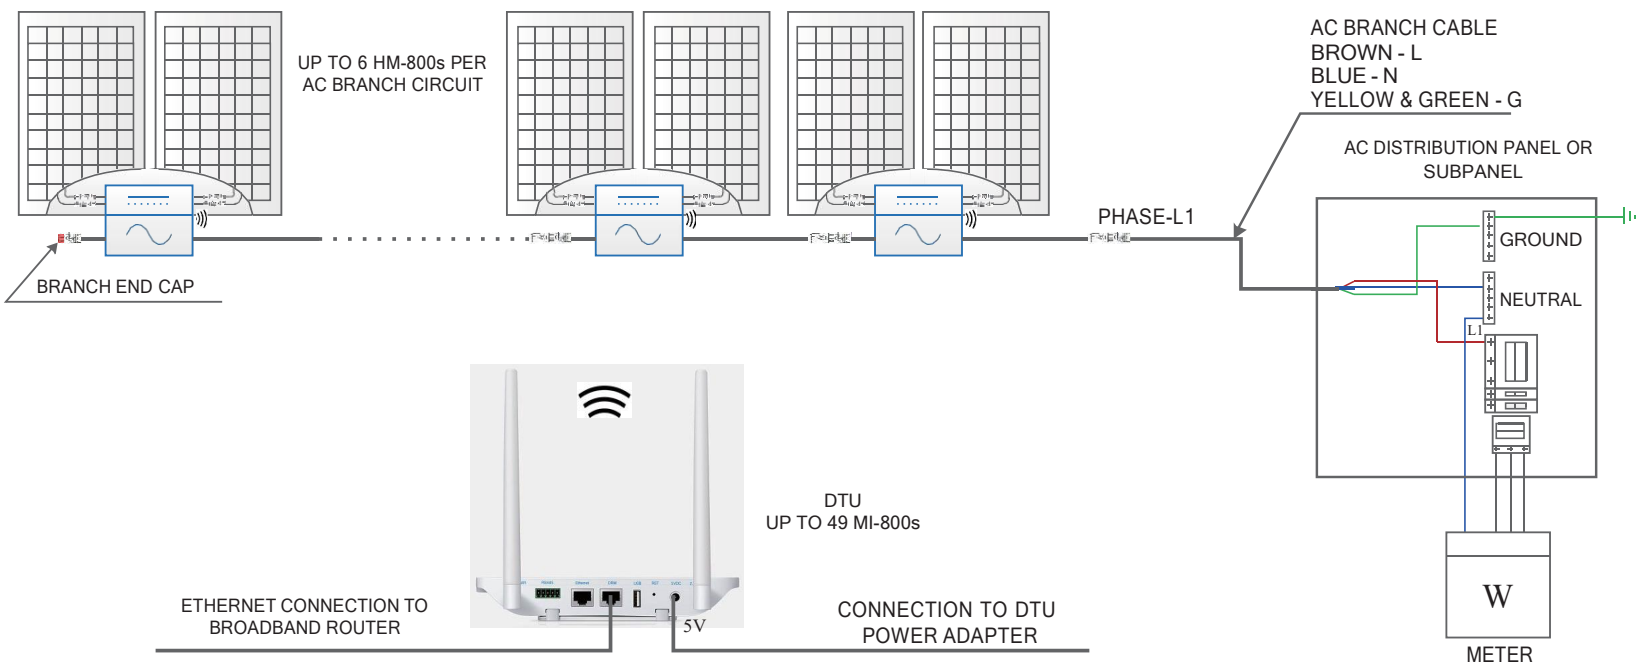 UP TO 6 HM-800s PER
AC BRANCH CIRCUIT
AC BRANCH CABLE
BROWN - L
BLUE - N
YELLOW & GREEN - G
AC DISTRIBUTION PANEL OR
SUBPANEL
PHASE-L1
GROUND
NEUTRAL
L1
BRANCH END CAP
DTU
UP TO 49 MI-800s
ETHERNET CONNECTION TO
BROADBAND ROUTER
5V
CONNECTION TO DTU
POWER ADAPTER
W
METER